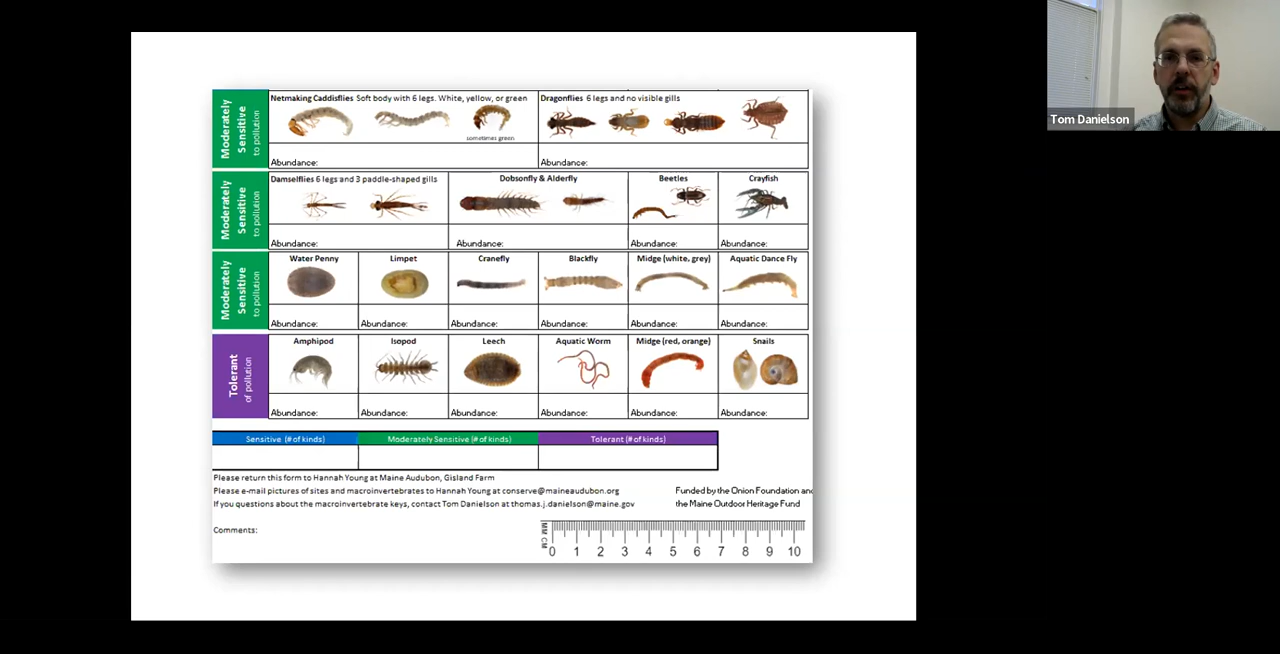 Tom Danielson
Moderately
Sensitive
to pollution
Netmaking Caddisflies Soft body with 6 legs. White, yellow, or green
sometimes green
Dragonflies 6 legs and no visible gills
Abundance:
Abundance:
Moderately
Sensitive
to pollution
Damselflies 6 legs and 3 paddle-shaped gills
Dobsonfly & Alderfly
Beetles
Crayfish
Abundance:
Abundance:
Abundance:
Abundance:
Moderately
Sensitive
to pollution
Water Penny
Limpet
Cranefly
Blackfly
Midge (white, grey)
Aquatic Dance Fly
Abundance:
Abundance:
Abundance:
Abundance:
Abundance:
Abundance:
Tolerant
of pollution
Amphipod
Isopod
Leech
Aquatic Worm
Midge (red, orange)
Snails
Abundance:
Abundance:
Abundance:
Abundance:
Abundance:
Abundance:
Sensitive (# of kinds)
Moderately Sensitive (# of kinds)
Tolerant (# of kinds)
Please return this form to Hannah Young at Maine Audubon, Gisland Farm
Please e-mail pictures of sites and macroinvertebrates to Hannah Young at conserve@maineaudubon.org
If you questions about the macroinvertebrate keys, contact Tom Danielson at thomas.j.danielson@maine.gov
Funded by the Onion Foundation and
the Maine Outdoor Heritage Fund
Comments:
MM
CM
0 1 2 3 4 5 6 7 8 9 10